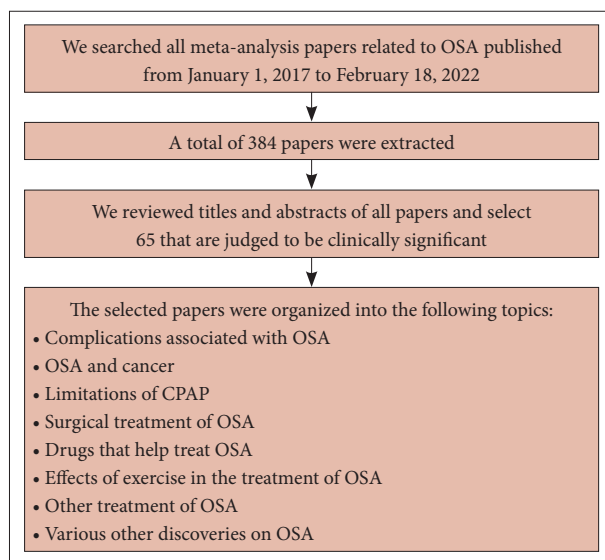 We searched all meta-analysis papers related to OSA published
from January 1, 2017 to February 18, 2022
A total of 384 papers were extracted
We reviewed titles and abstracts of all papers and select
65 that are judged to be clinically significant
The selected papers were organized into the following topics:
• Complications associated with OSA
• OSA and cancer
• Limitations of CPAP
• Surgical treatment of OSA
• Drugs that help treat OSA
• Effects of exercise in the treatment of OSA
• Other treatment of OSA
• Various other discoveries on OSA